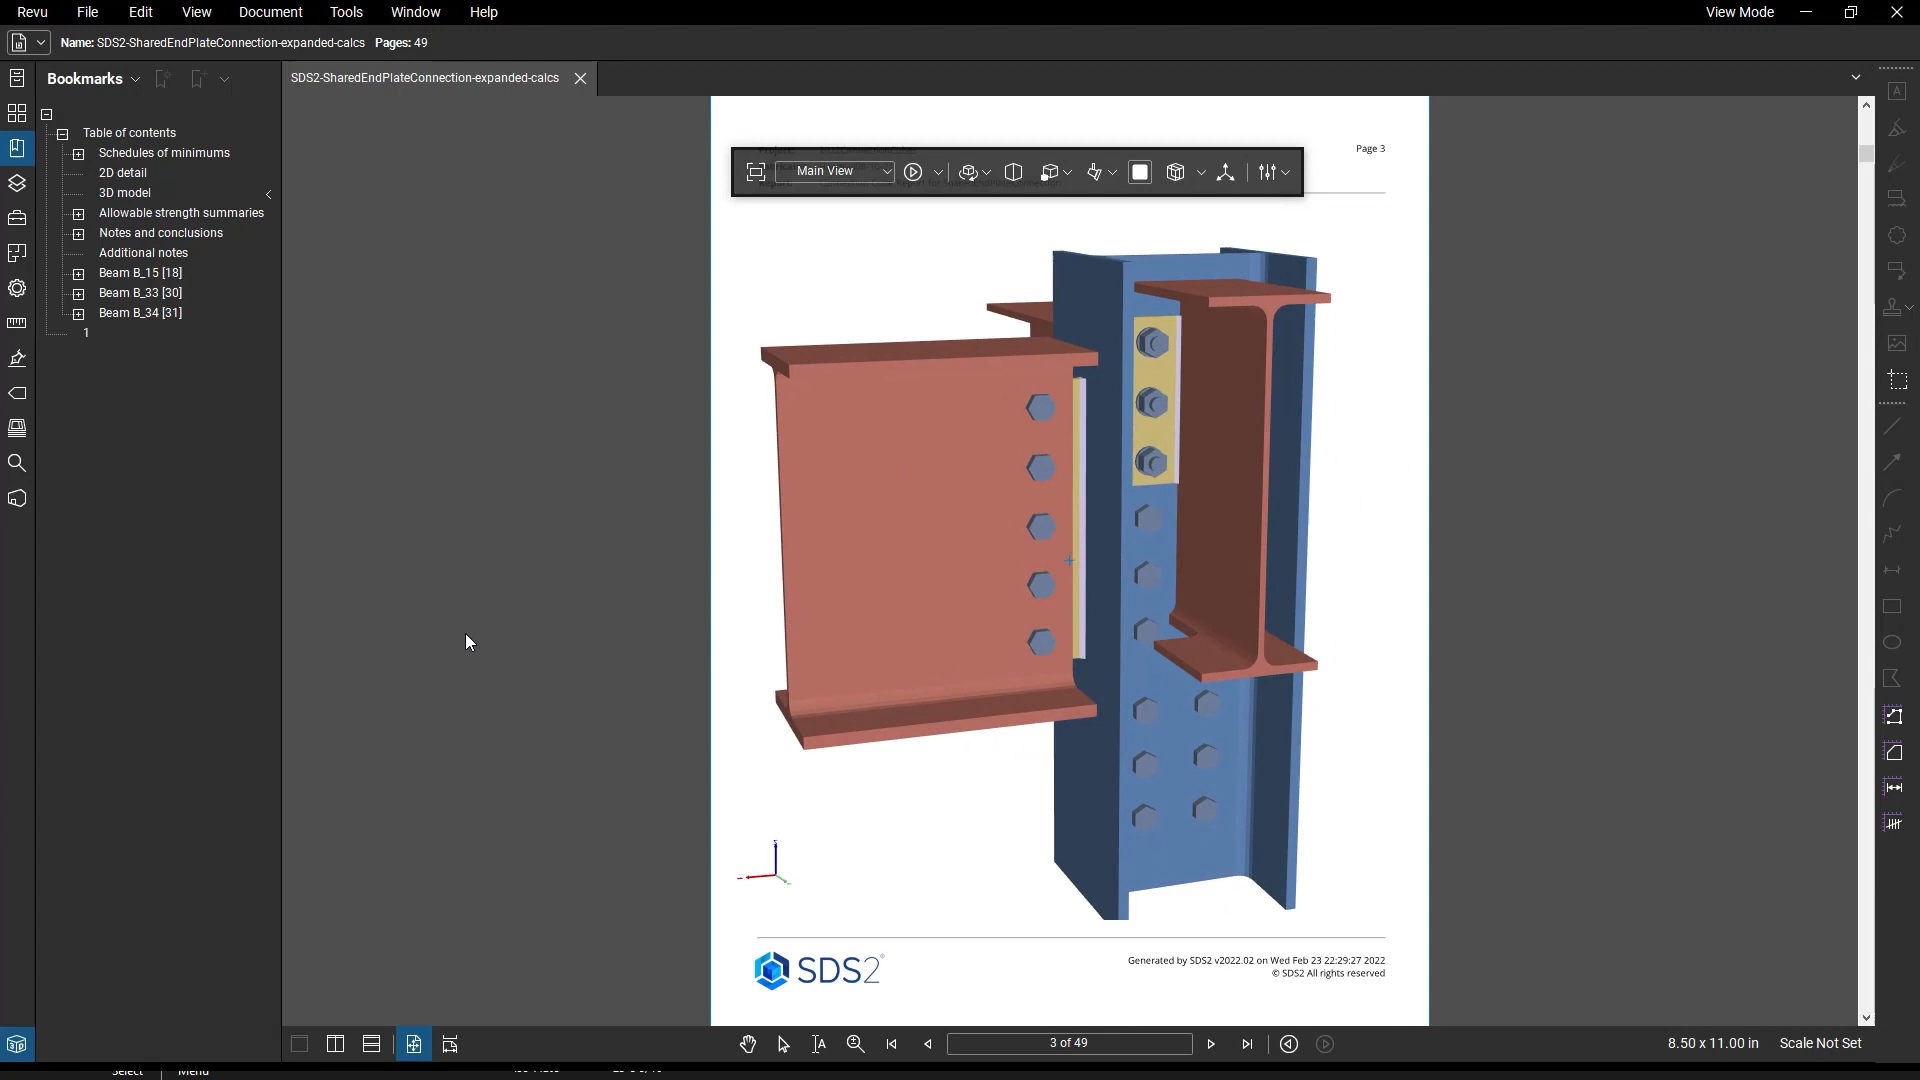 Revu File Edit View Document Tools Window Help View Mode
Name: SDS2-SharedEndPlateConnection-expanded-calcs Pages: 49
Bookmarks
SDS2-SharedEndPlateConnection-expanded-calcs
Table of contents
Schedules of minimums
2D detail
3D model
Allowable strength summaries
Notes and conclusions
Additional notes
Beam B_15 [18]
Beam B_33 [30]
Beam B_34 [31]
1
Page 3
Main View
SDS2
Generated by SDS2 v2022.02 on Wed Feb 23 22:29:27 2022
© SDS2 All rights reserved
3 of 49
8.50 x 11.00 in Scale Not Set
Select Menu